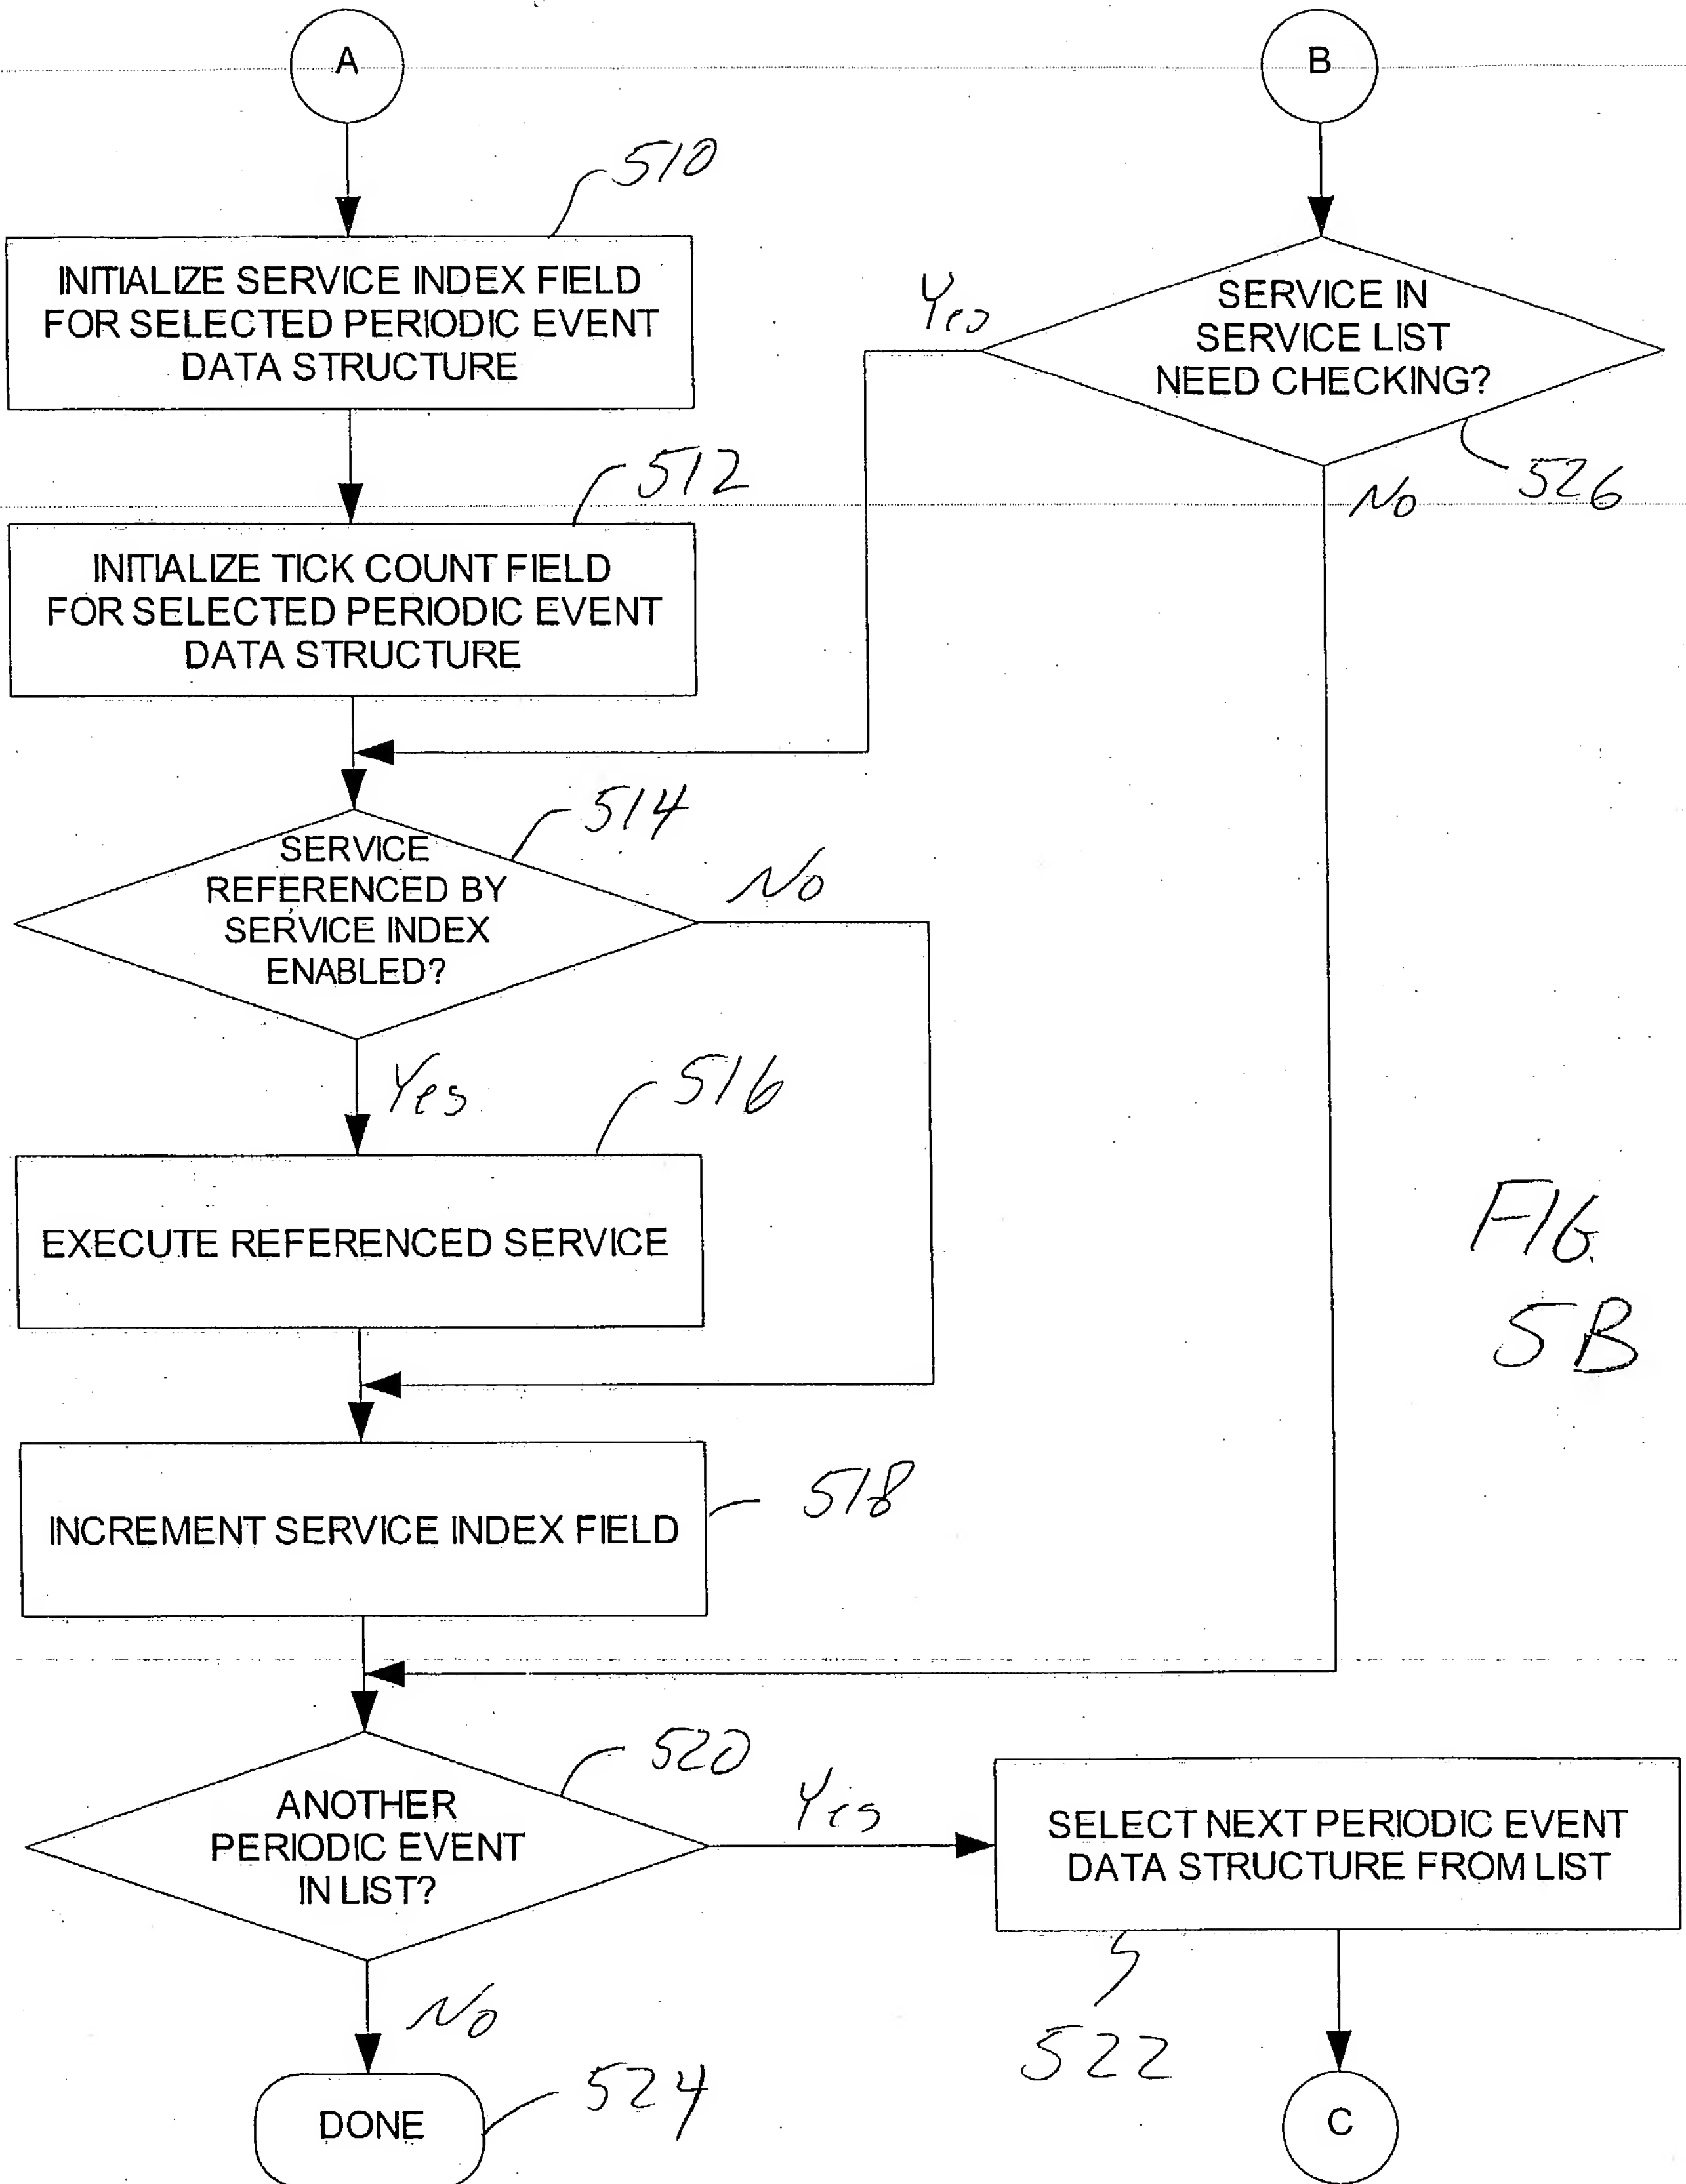 A
B
510
INITIALIZE SERVICE INDEX FIELD
FOR SELECTED PERIODIC EVENT
DATA STRUCTURE
Yes
SERVICE IN
SERVICE LIST
NEED CHECKING?
526
No
512
INITIALIZE TICK COUNT FIELD
FOR SELECTED PERIODIC EVENT
DATA STRUCTURE
514
SERVICE
REFERENCED BY
SERVICE INDEX
ENABLED?
No
Yes
516
EXECUTE REFERENCED SERVICE
FIG.
5B
518
INCREMENT SERVICE INDEX FIELD
520
ANOTHER
PERIODIC EVENT
IN LIST?
Yes
SELECT NEXT PERIODIC EVENT
DATA STRUCTURE FROM LIST
522
No
524
DONE
C